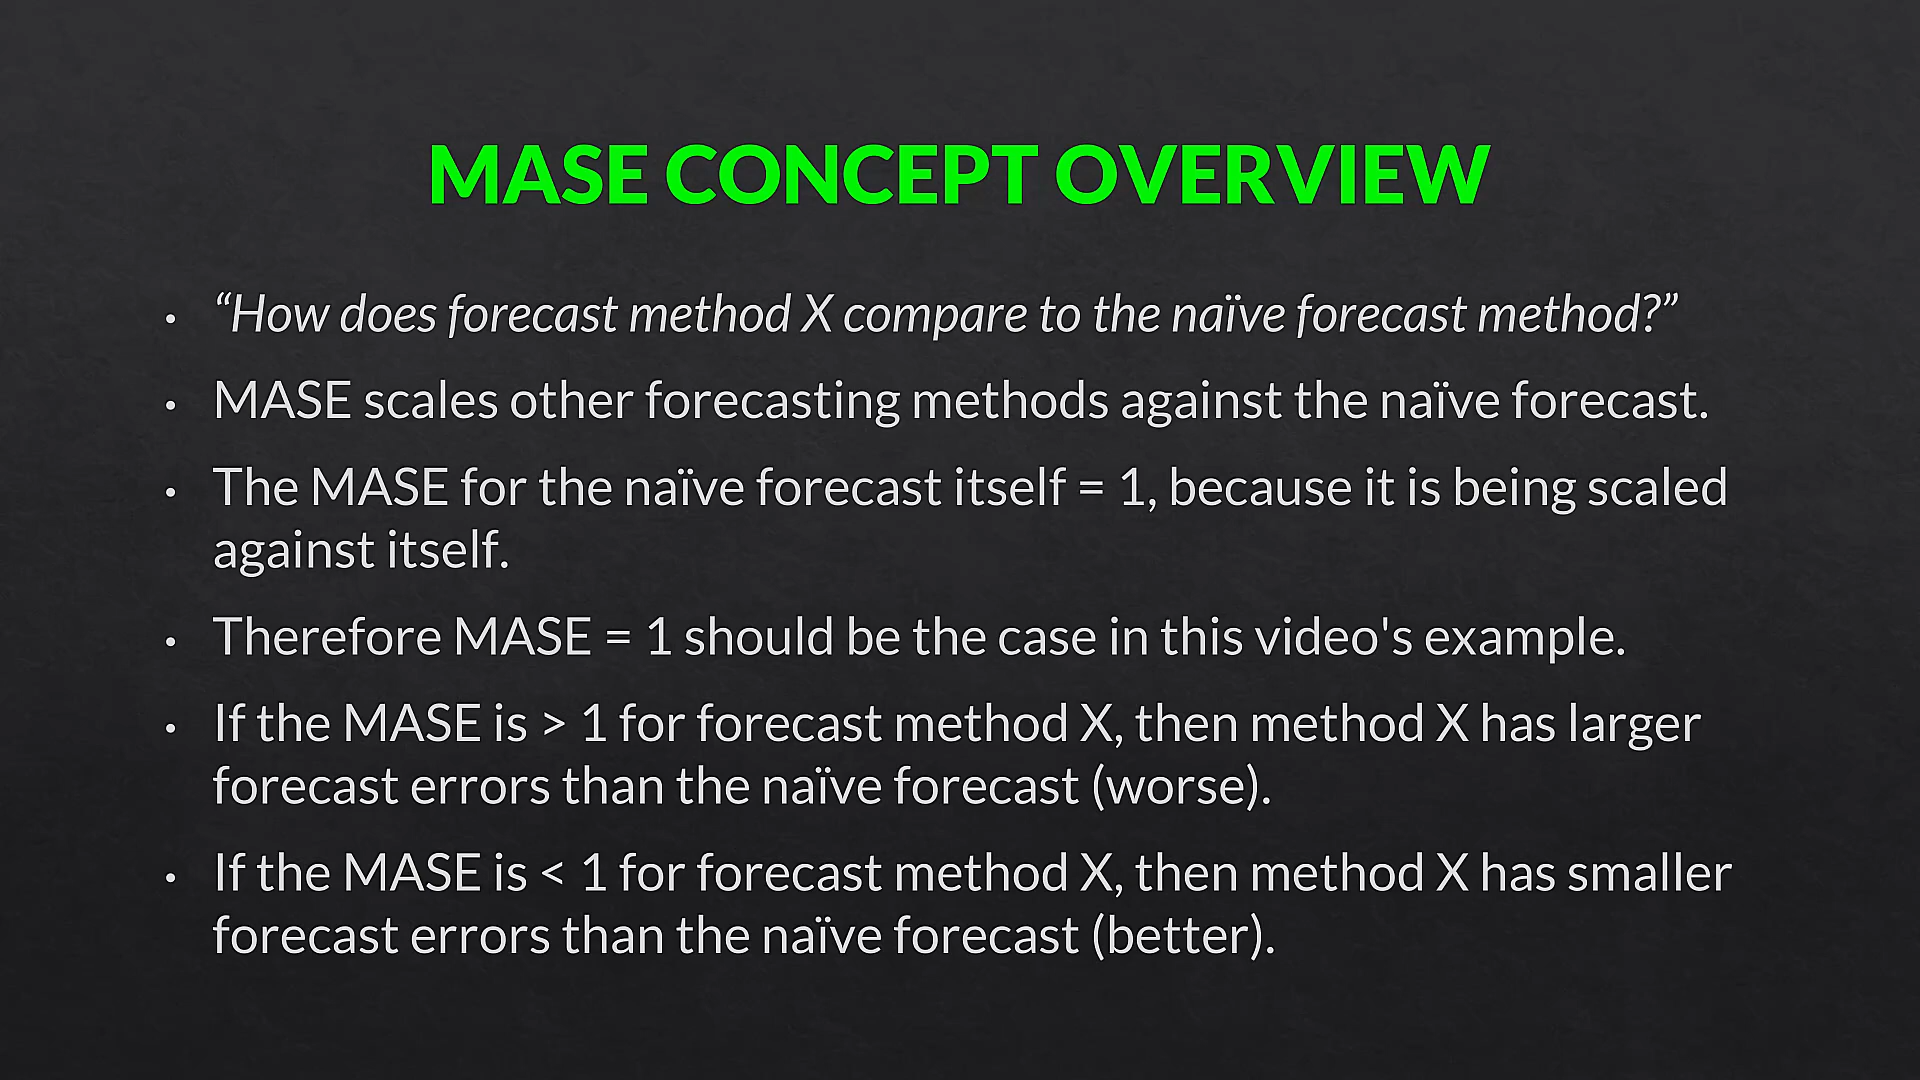 MASE CONCEPT OVERVIEW
• “How does forecast method X compare to the naïve forecast method?”
• MASE scales other forecasting methods against the naïve forecast.
• The MASE for the naïve forecast itself = 1, because it is being scaled
against itself.
• Therefore MASE = 1 should be the case in this video's example.
• If the MASE is > 1 for forecast method X, then method X has larger
forecast errors than the naïve forecast (worse).
• If the MASE is < 1 for forecast method X, then method X has smaller
forecast errors than the naïve forecast (better).